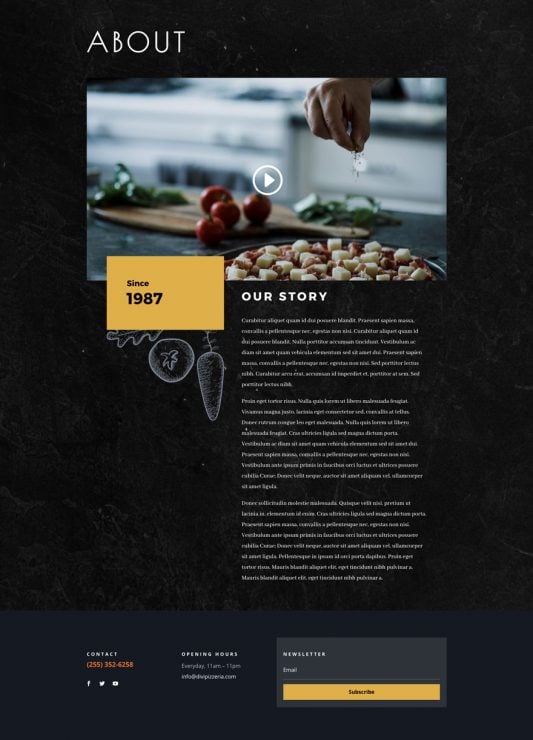 ABOUT
Since
1987
OUR STORY
Curabitur aliquet quam id dui posuere blandit. Praesent sapien massa,
convallis a pellentesque nec, egestas non nisi. Curabitur aliquet quam id
dui posuere blandit. Nulla porttitor accumsan tincidunt. Vestibulum ac
diam sit amet quam vehicula elementum sed sit amet dui. Praesent sapien
massa, convallis a pellentesque nec, egestas non nisi. Sed porttitor lectus
nibh. Curabitur arcu erat, accumsan id imperdiet et, porttitor at sem. Sed
porttitor lectus nibh.
Proin eget tortor risus. Nulla quis lorem ut libero malesuada feugiat.
Vivamus magna justo, lacinia eget consectetur sed, convallis at tellus.
Donec rutrum congue leo eget malesuada. Nulla quis lorem ut libero
malesuada feugiat. Cras ultricies ligula sed magna dictum porta.
Vestibulum ac diam sit amet quam vehicula elementum sed sit amet dui.
Praesent sapien massa, convallis a pellentesque nec, egestas non nisi.
Vestibulum ante ipsum primis in faucibus orci luctus et ultrices posuere
cubilia Curae; Donec velit neque, auctor sit amet aliquam vel, ullamcorper
sit amet ligula.
Donec sollicitudin molestie malesuada. Quisque velit nisi, pretium ut
lacinia in, elementum id enim. Cras ultricies ligula sed magna dictum porta.
Praesent sapien massa, convallis a pellentesque nec, egestas non nisi.
Vestibulum ante ipsum primis in faucibus orci luctus et ultrices posuere
cubilia Curae; Donec velit neque, auctor sit amet aliquam vel, ullamcorper
sit amet ligula. Pellentesque in ipsum id orci porta dapibus. Proin eget
tortor risus. Mauris blandit aliquet elit, eget tincidunt nibh pulvinar a.
Mauris blandit aliquet elit, eget tincidunt nibh pulvinar a.
CONTACT
(255) 352-6258
OPENING HOURS
Everyday, 11am – 11pm
info@divipizzeria.com
NEWSLETTER
Email
Subscribe